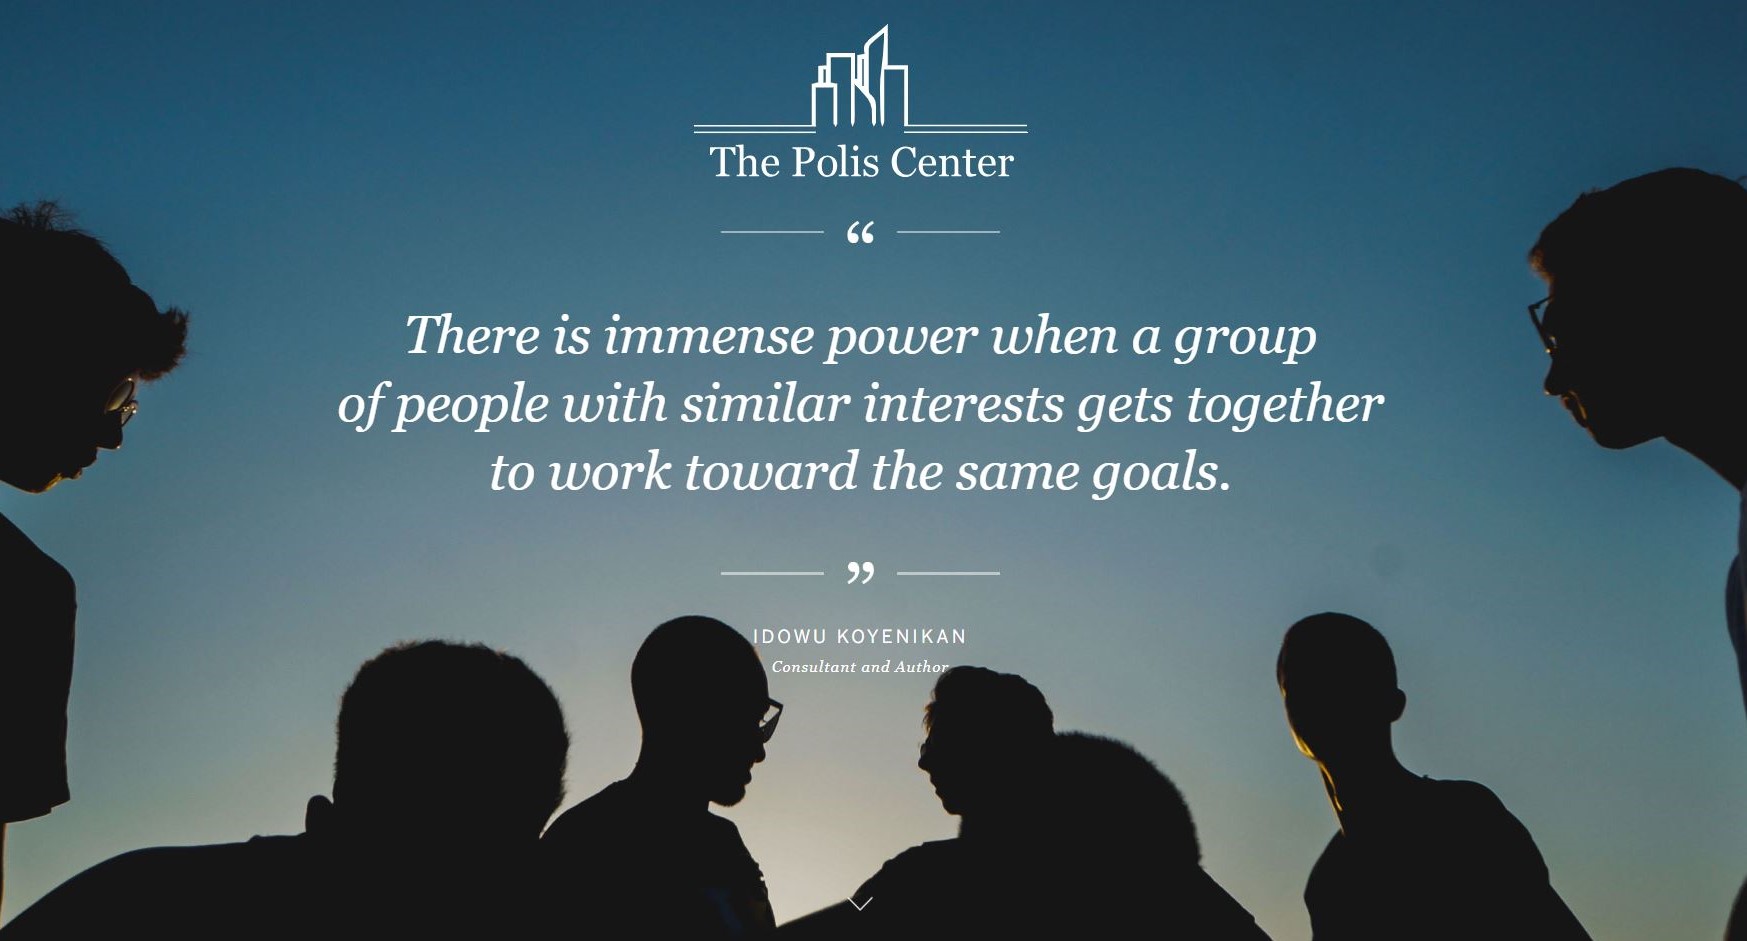 The Polis Center
“
There is immense power when a group
of people with similar interests gets together
to work toward the same goals.
”
IDOWU KOYENIKAN
Consultant and Author